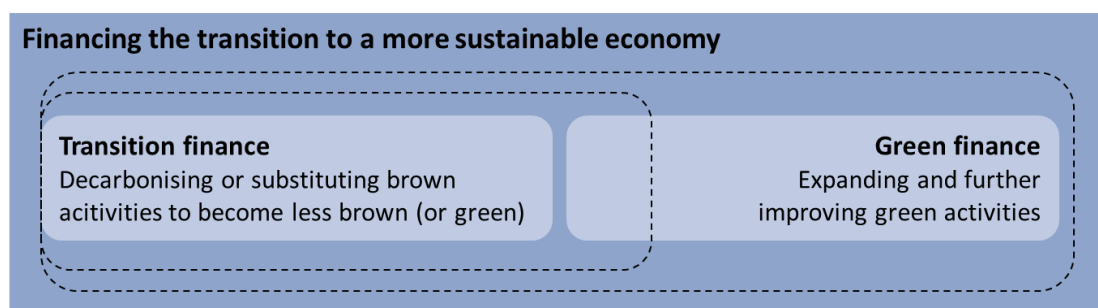 Financing the transition to a more sustainable economy
Transition finance
Decarbonising or substituting brown
acitivities to become less brown (or green)
Green finance
Expanding and further
improving green activities